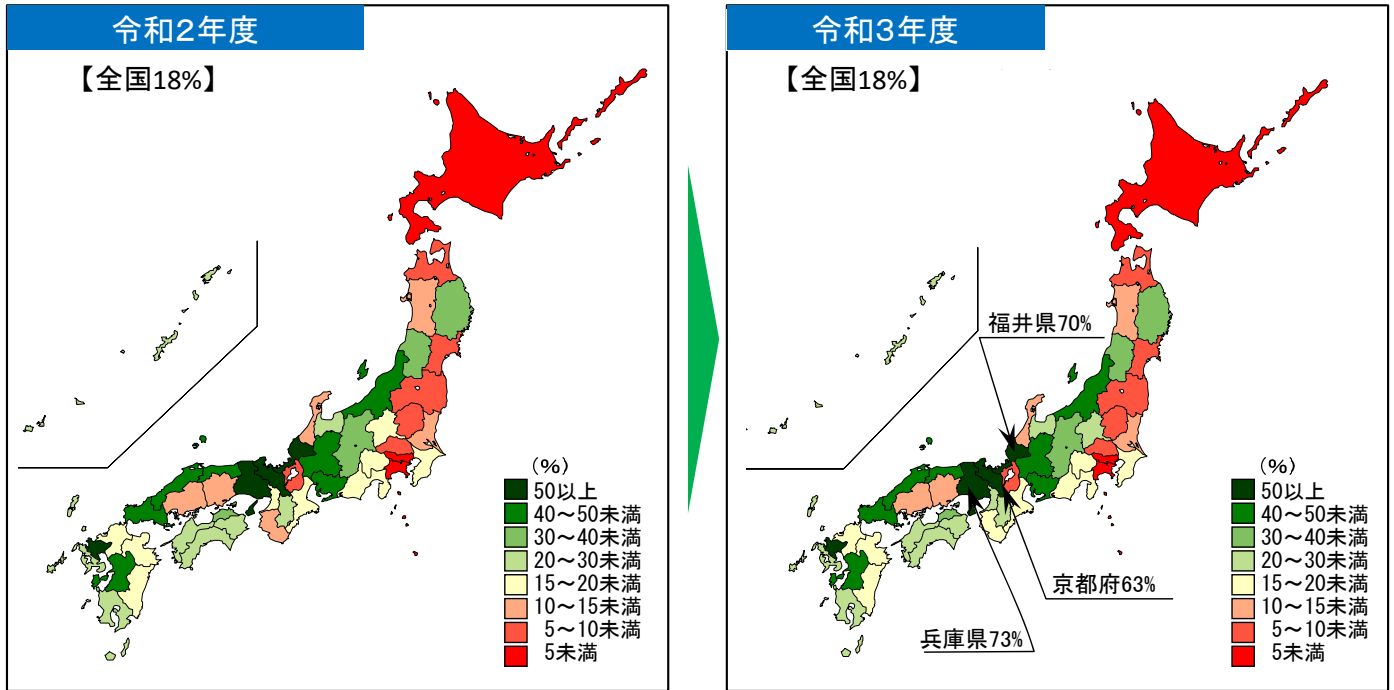 令和２年度
【全国18%】
(%)
50以上
40～50未満
30～40未満
20～30未満
15～20未満
10～15未満
5～10未満
5未満
令和３年度
【全国18%】
福井県70%
京都府63%
兵庫県73%
(%)
50以上
40～50未満
30～40未満
20～30未満
15～20未満
10～15未満
5～10未満
5未満